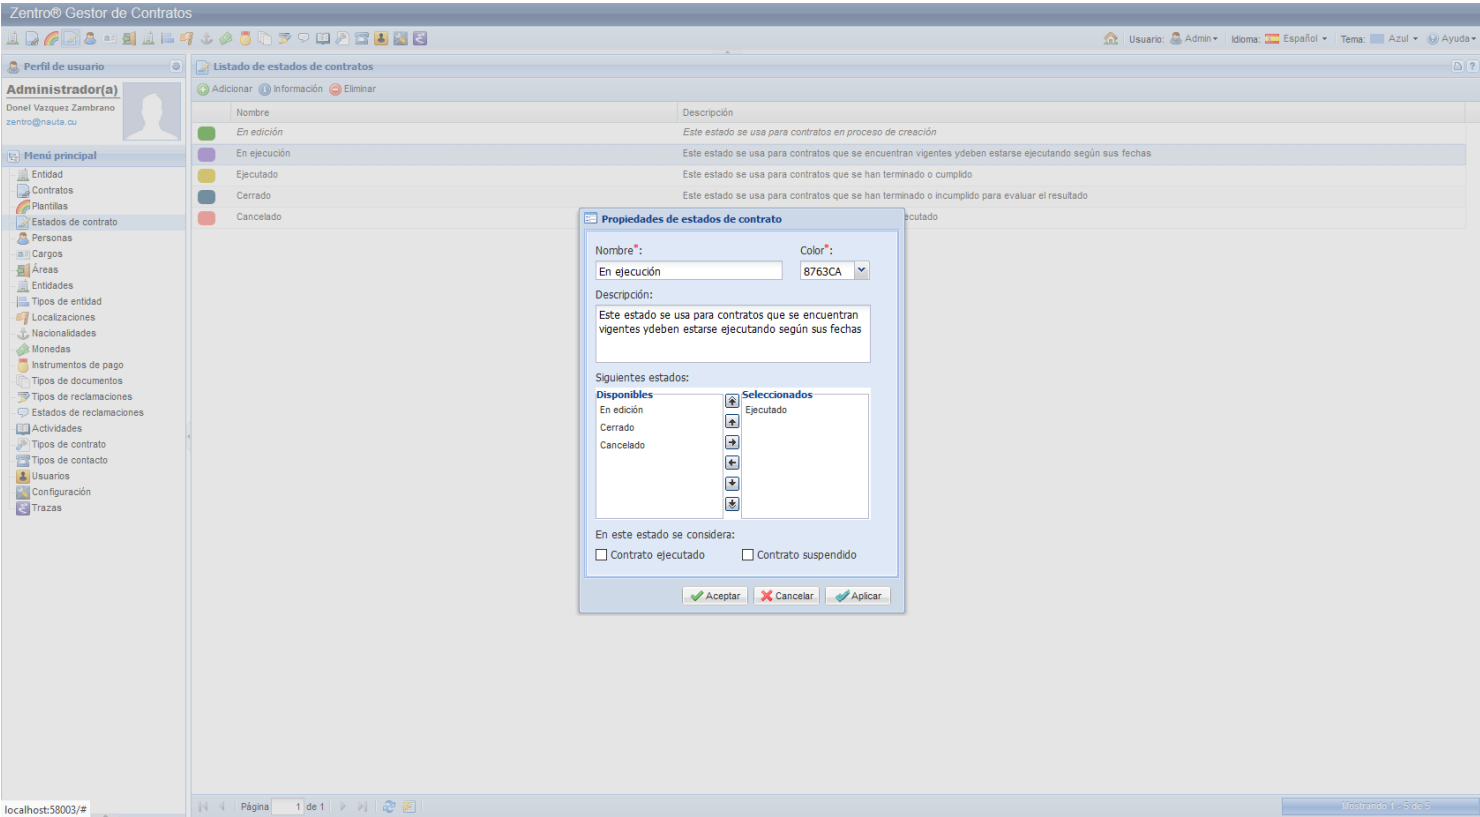 Zentro® Gestor de Contratos
Usuario: Admin Idioma: Español Tema: Azul Ayuda
Perfil de usuario
Administrador(a)
Donel Vazquez Zambrano
zentro@nauta.cu
Menú principal
Entidad
Contratos
Plantillas
Estados de contrato
Personas
Cargos
Áreas
Entidades
Tipos de entidad
Localizaciones
Nacionalidades
Monedas
Instrumentos de pago
Tipos de documentos
Tipos de reclamaciones
Estados de reclamaciones
Actividades
Tipos de contrato
Tipos de contacto
Usuarios
Configuración
Trazas
localhost:58003/#
Listado de estados de contratos
Adicionar Información Eliminar
Nombre Descripción
En edición Este estado se usa para contratos en proceso de creación
En ejecución Este estado se usa para contratos que se encuentran vigentes ydeben estarse ejecutando según sus fechas
Ejecutado Este estado se usa para contratos que se han terminado o cumplido
Cerrado Este estado se usa para contratos que se han terminado o incumplido para evaluar el resultado
Cancelado ecutado
Propiedades de estados de contrato
Nombre*: Color*:
En ejecución 8763CA
Descripción:
Este estado se usa para contratos que se encuentran
vigentes ydeben estarse ejecutando según sus fechas
Siguientes estados:
Disponibles Seleccionados
En edición Ejecutado
Cerrado
Cancelado
En este estado se considera:
Contrato ejecutado Contrato suspendido
Aceptar Cancelar Aplicar
Página 1 de 1
Mostrando 1 - 5 de 5